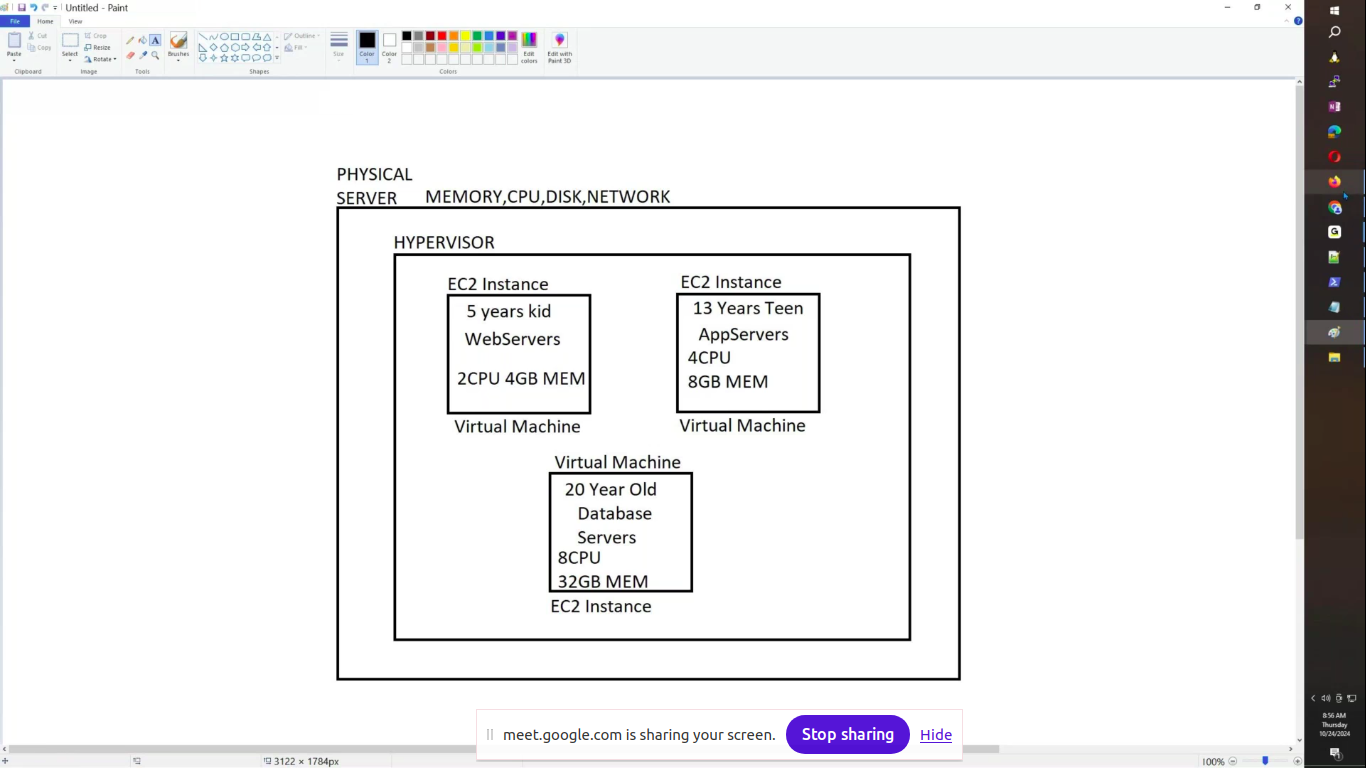 Untitled - Paint
File
Home
View
Paste
Cut
Copy
Clipboard
Select
Crop
Resize
Rotate
Image
Tools
Brushes
Shapes
Outline
Fill
Size
Color
1
Color
2
Edit
colors
Edit with
Paint 3D
Colors
PHYSICAL
SERVER
MEMORY,CPU,DISK,NETWORK
HYPERVISOR
EC2 Instance
5 years kid
WebServers
2CPU 4GB MEM
Virtual Machine
EC2 Instance
13 Years Teen
AppServers
4CPU
8GB MEM
Virtual Machine
Virtual Machine
20 Year Old
Database
Servers
8CPU
32GB MEM
EC2 Instance
meet.google.com is sharing your screen.
Stop sharing
Hide
3122 × 1784px
100%
8:56 AM
Thursday
10/24/2024